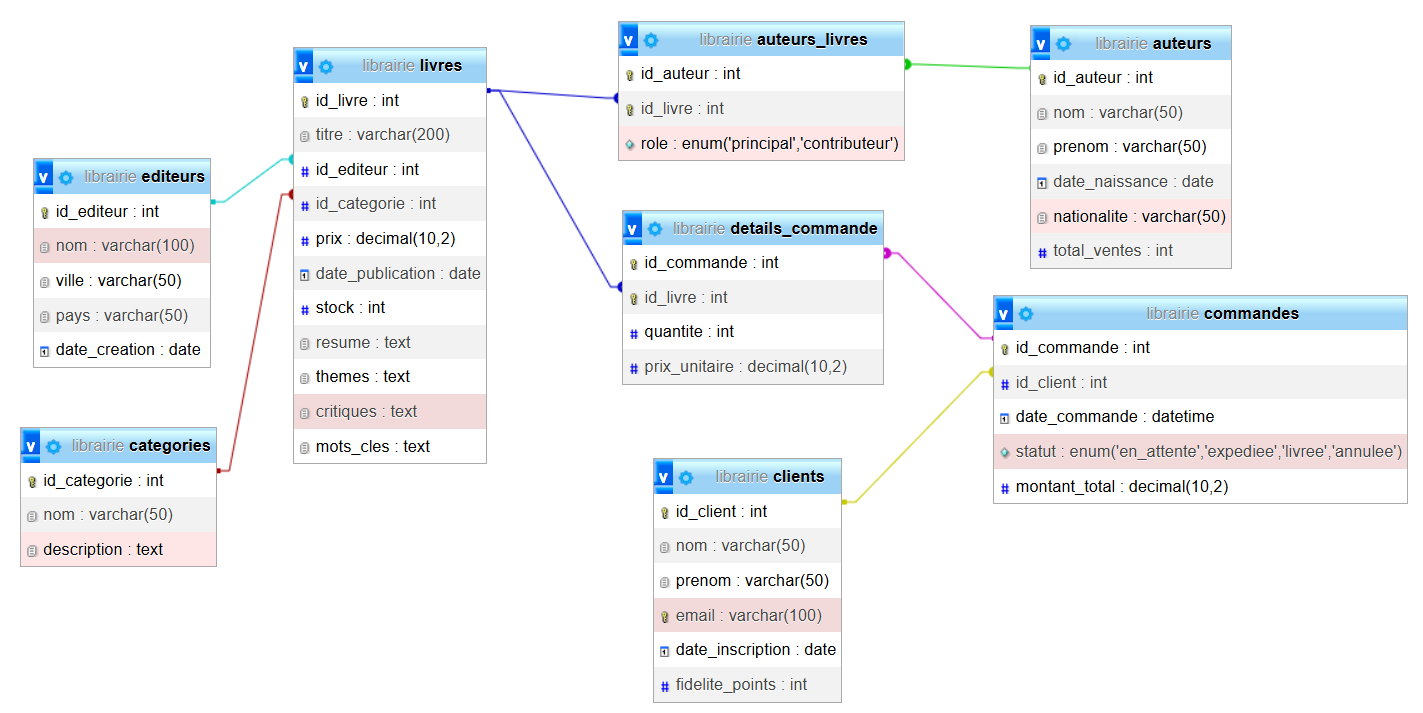 librairie editeurs
id_editeur : int
nom : varchar(100)
ville : varchar(50)
pays : varchar(50)
date_creation : date
librairie categories
id_categorie : int
nom : varchar(50)
description : text
librairie livres
id_livre : int
titre : varchar(200)
id_editeur : int
id_categorie : int
prix : decimal(10,2)
date_publication : date
stock : int
resume : text
themes : text
critiques : text
mots_cles : text
librairie auteurs_livres
id_auteur : int
id_livre : int
role : enum('principal','contributeur')
librairie details_commande
id_commande : int
id_livre : int
quantite : int
prix_unitaire : decimal(10,2)
librairie clients
id_client : int
nom : varchar(50)
prenom : varchar(50)
email : varchar(100)
date_inscription : date
fidelite_points : int
librairie auteurs
id_auteur : int
nom : varchar(50)
prenom : varchar(50)
date_naissance : date
nationalite : varchar(50)
total_ventes : int
librairie commandes
id_commande : int
id_client : int
date_commande : datetime
statut : enum('en_attente','expediee','livree','annulee')
montant_total : decimal(10,2)